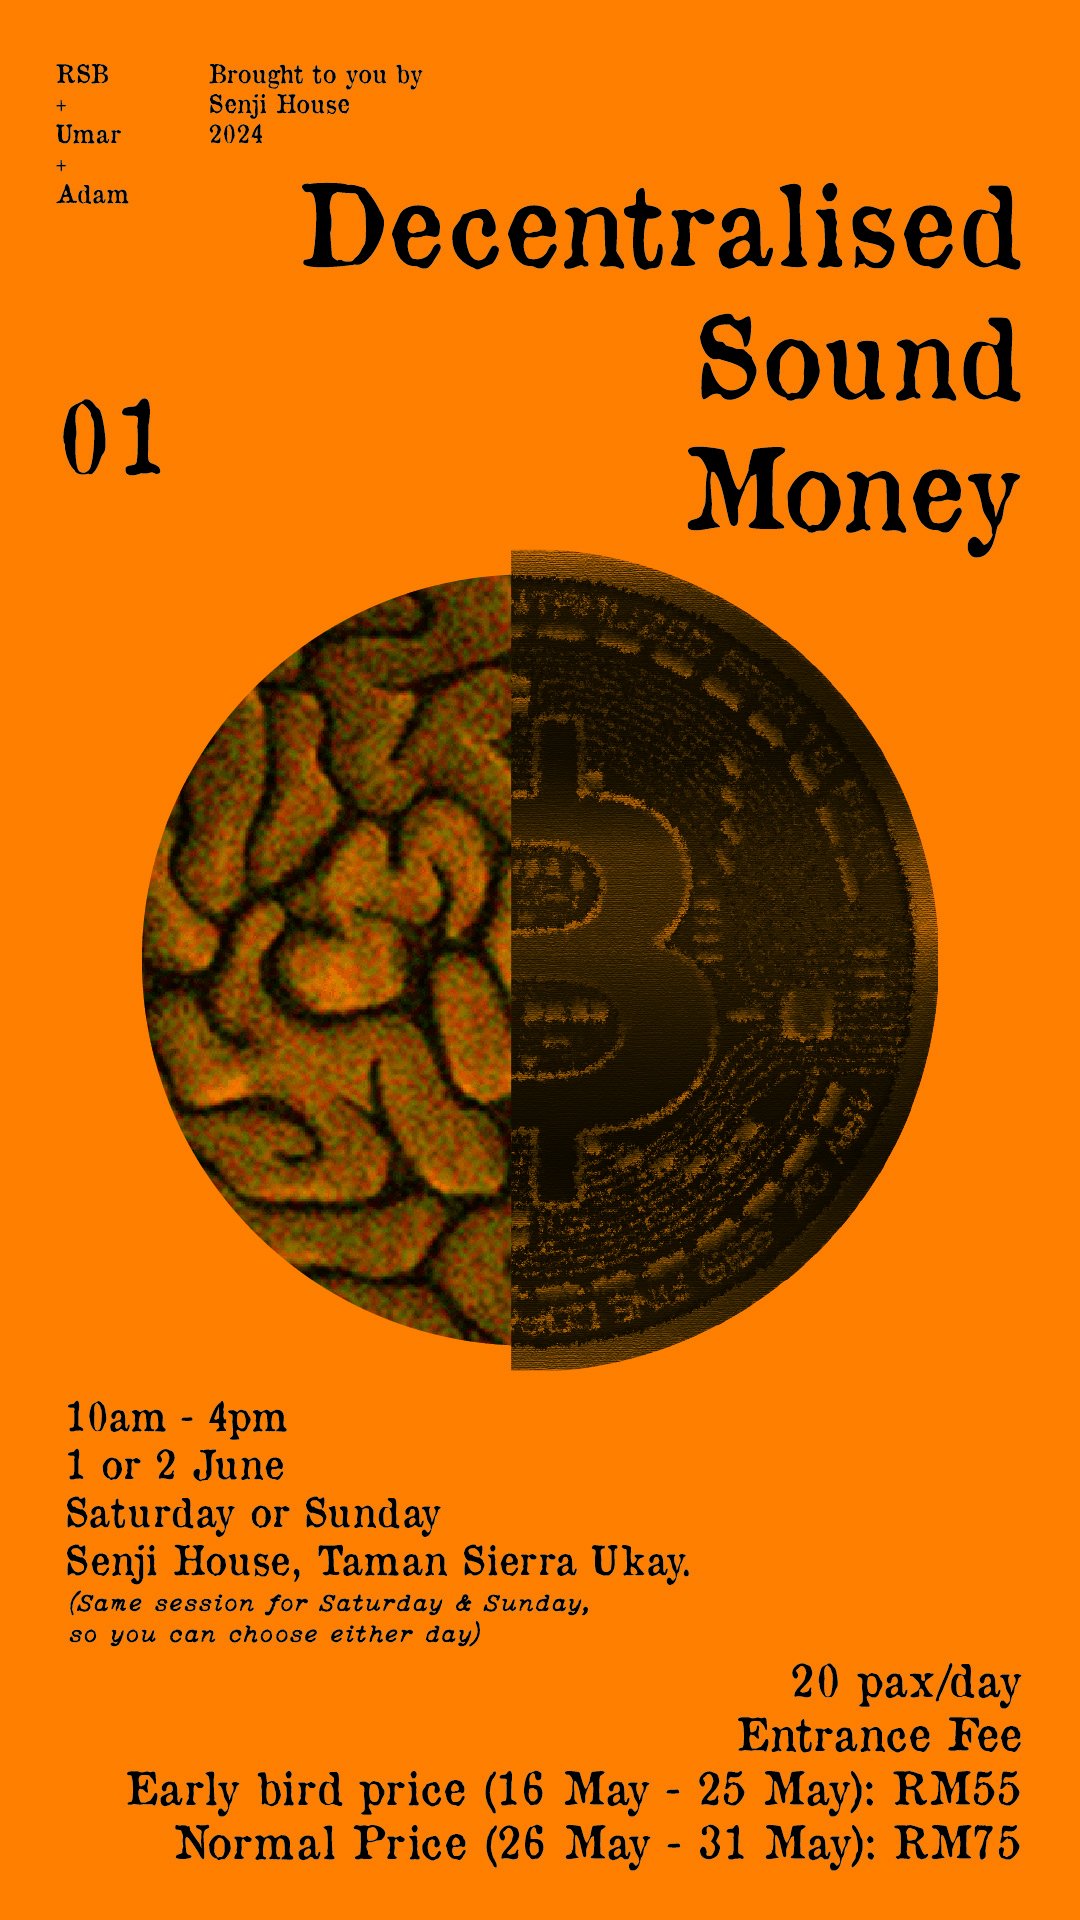 RSB
+
Umar
+
Adam
Brought to you by
Senji House
2024
Decentralised
Sound
Money
01
10am - 4pm
1 or 2 June
Saturday or Sunday
Senji House, Taman Sierra Ukay.
(Same session for Saturday & Sunday,
so you can choose either day)
20 pax/day
Entrance Fee
Early bird price (16 May - 25 May): RM55
Normal Price (26 May - 31 May): RM75